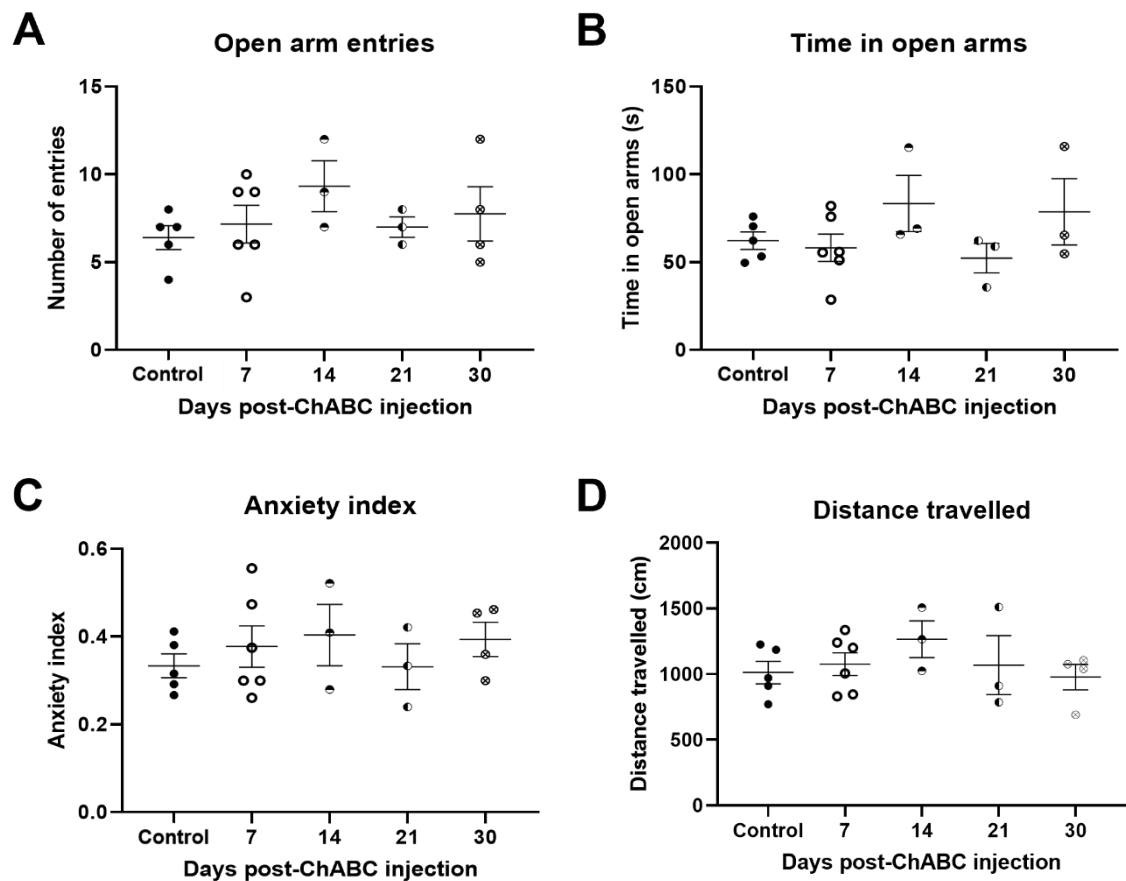 A
Open arm entries
Number of entries
15
10
5
0
Control 7 14 21 30
Days post-ChABC injection
B
Time in open arms
Time in open arms (s)
150
100
50
0
Control 7 14 21 30
Days post-ChABC injection
C
Anxiety index
Anxiety index
0.6
0.4
0.2
0.0
Control 7 14 21 30
Days post-ChABC injection
D
Distance travelled
Distance travelled (cm)
2000
1500
1000
500
0
Control 7 14 21 30
Days post-ChABC injection